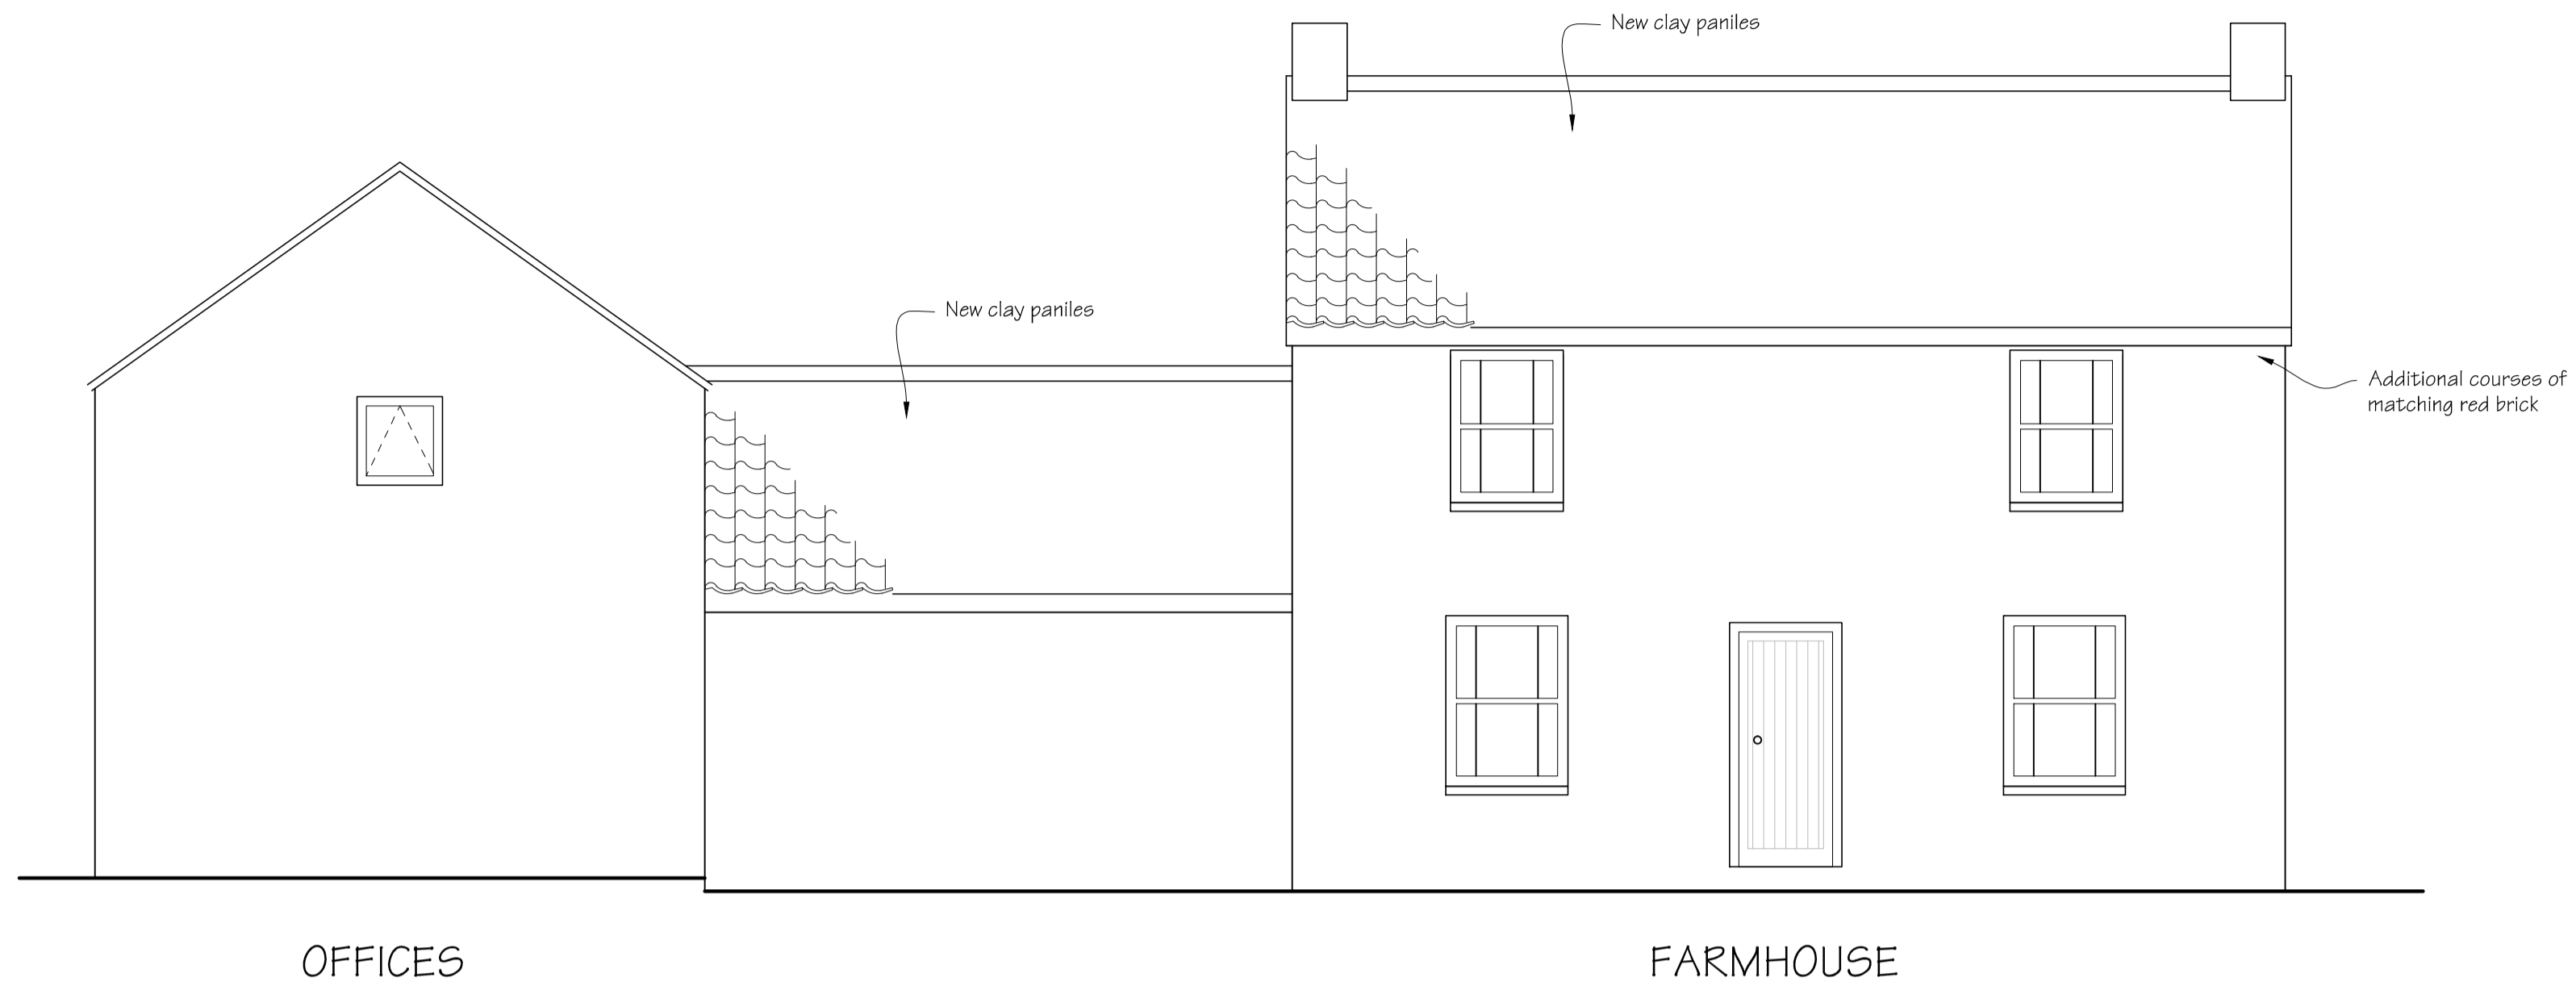 New clay paniles
New clay paniles
Additional courses of
matching red brick
OFFICES
FARMHOUSE